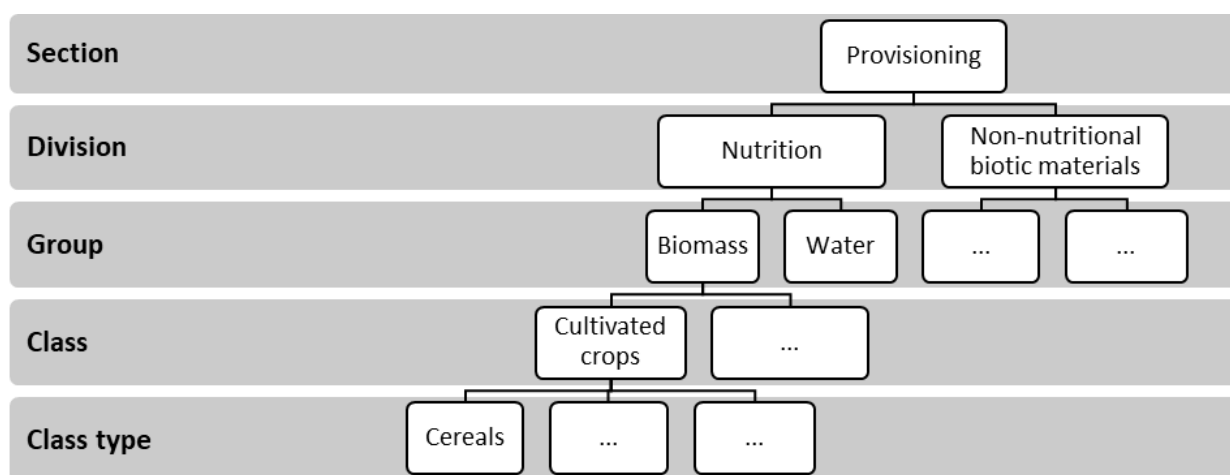 Section
Provisioning
Division
Nutrition
Non-nutritional
biotic materials
Group
Biomass
Water
...
...
Class
Cultivated
crops
...
Class type
Cereals
...
...